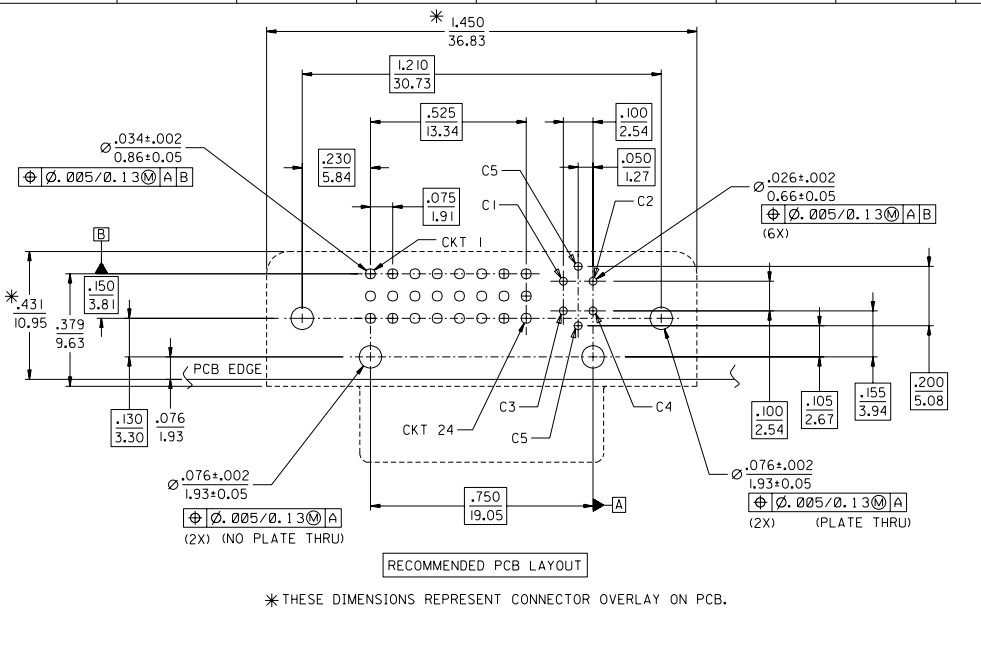 * 1.450
36.83
1.210
30.73
.525
13.34
.100
2.54
⌀ .034±.002
0.86±0.05
⌖ Ø.005/0.13Ⓜ A B
.230
5.84
.050
1.27
C5
⌀ .026±.002
0.66±0.05
.075
1.91
C1
C2
⌖ Ø.005/0.13Ⓜ A B
(6X)
B
CKT 1
.150
3.81
* .431
10.95
.379
9.63
PCB EDGE
.130
3.30
.076
1.93
CKT 24
C3
C5
C4
.100
2.54
.105
2.67
.155
3.94
.200
5.08
⌀ .076±.002
1.93±0.05
⌖ Ø.005/0.13Ⓜ A
(2X) (NO PLATE THRU)
.750
19.05
A
⌀ .076±.002
1.93±0.05
⌖ Ø.005/0.13Ⓜ A
(2X) (PLATE THRU)
RECOMMENDED PCB LAYOUT
* THESE DIMENSIONS REPRESENT CONNECTOR OVERLAY ON PCB.